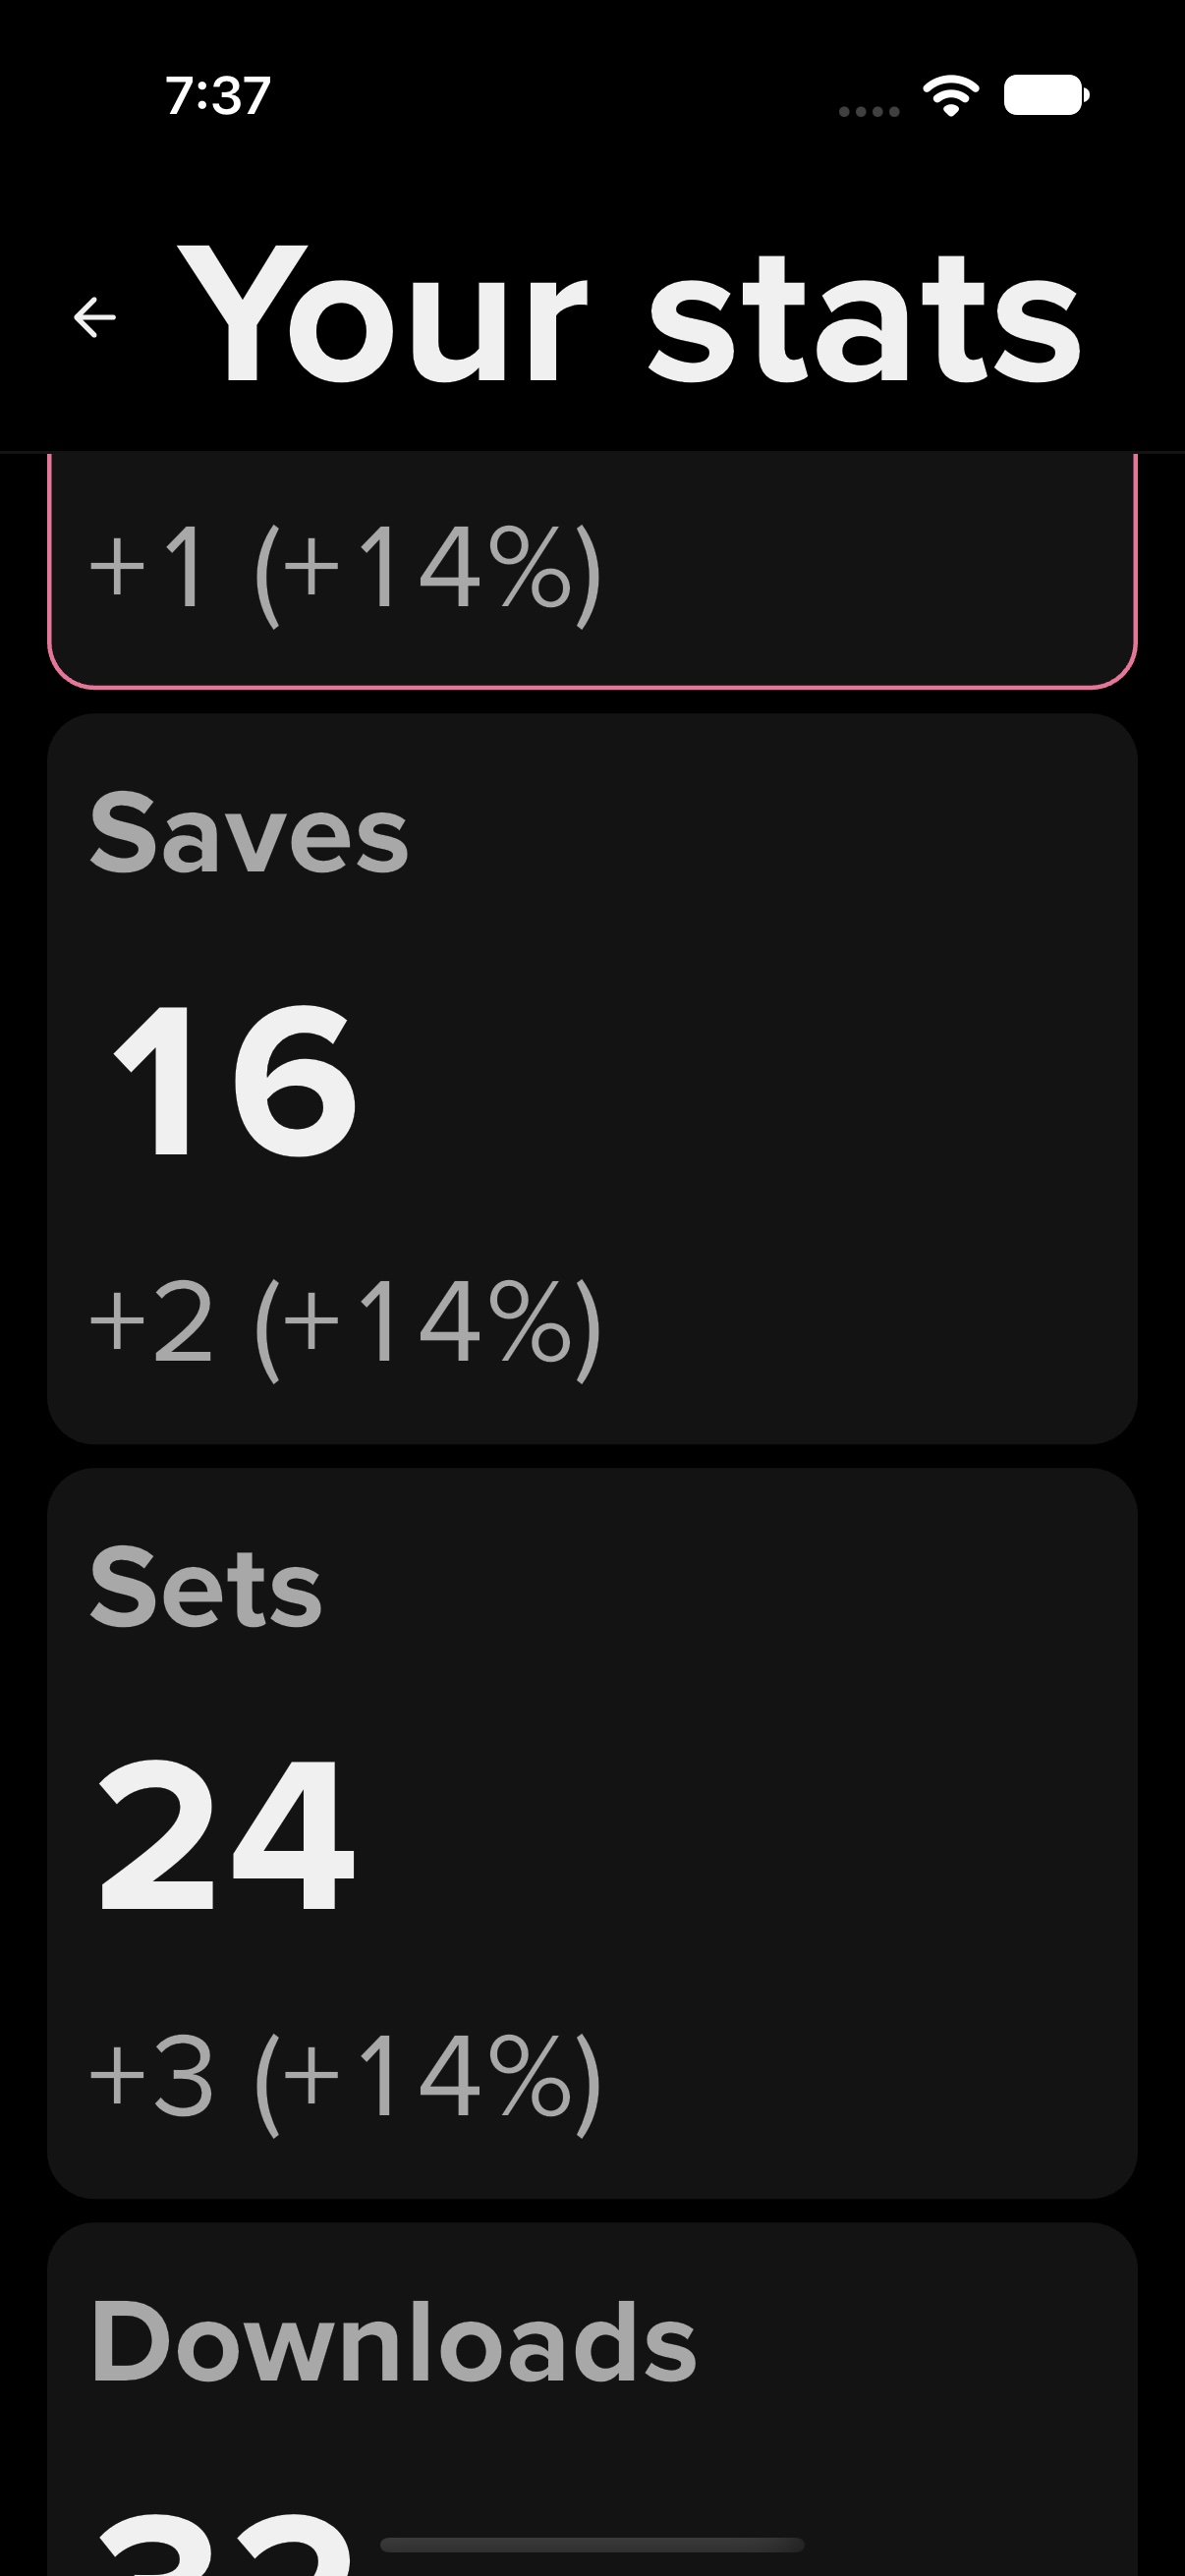 7:37
Your stats
+1 (+14%)
Saves
16
+2 (+14%)
Sets
24
+3 (+14%)
Downloads